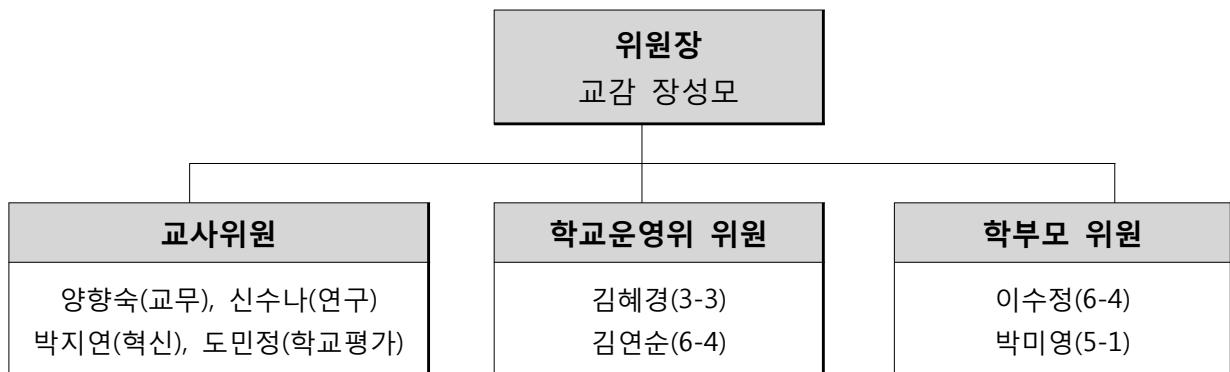 위원장
교감 장성모
교사위원
양향숙(교무), 신수나(연구)
박지연(혁신), 도민정(학교평가)
학교운영위 위원
김혜경(3-3)
김연순(6-4)
학부모 위원
이수정(6-4)
박미영(5-1)